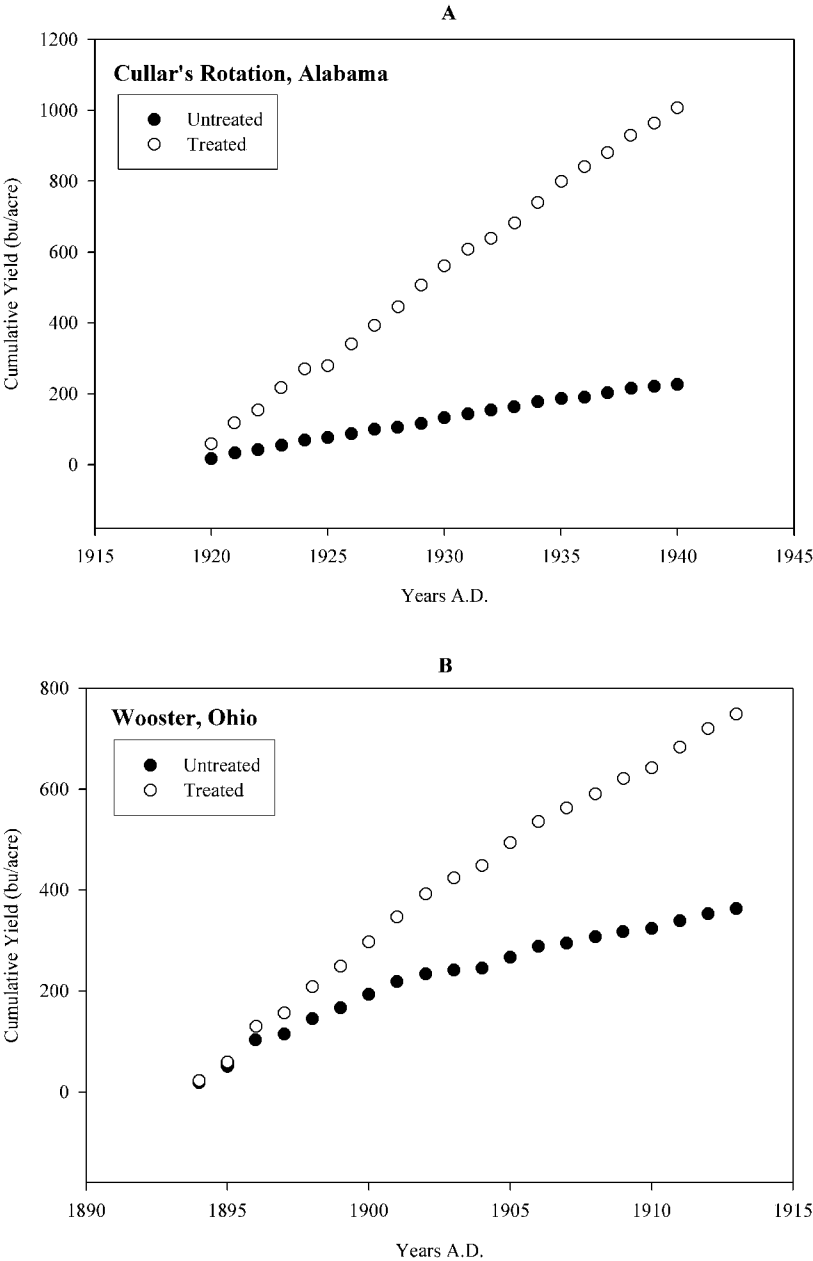 A
1200
Cullar's Rotation, Alabama
Untreated
Treated
1000
800
600
400
200
0
Cumulative Yield (bu/acre)
1915 1920 1925 1930 1935 1940 1945
Years A.D.
B
800
Wooster, Ohio
Untreated
Treated
600
400
200
0
Cumulative Yield (bu/acre)
1890 1895 1900 1905 1910 1915
Years A.D.